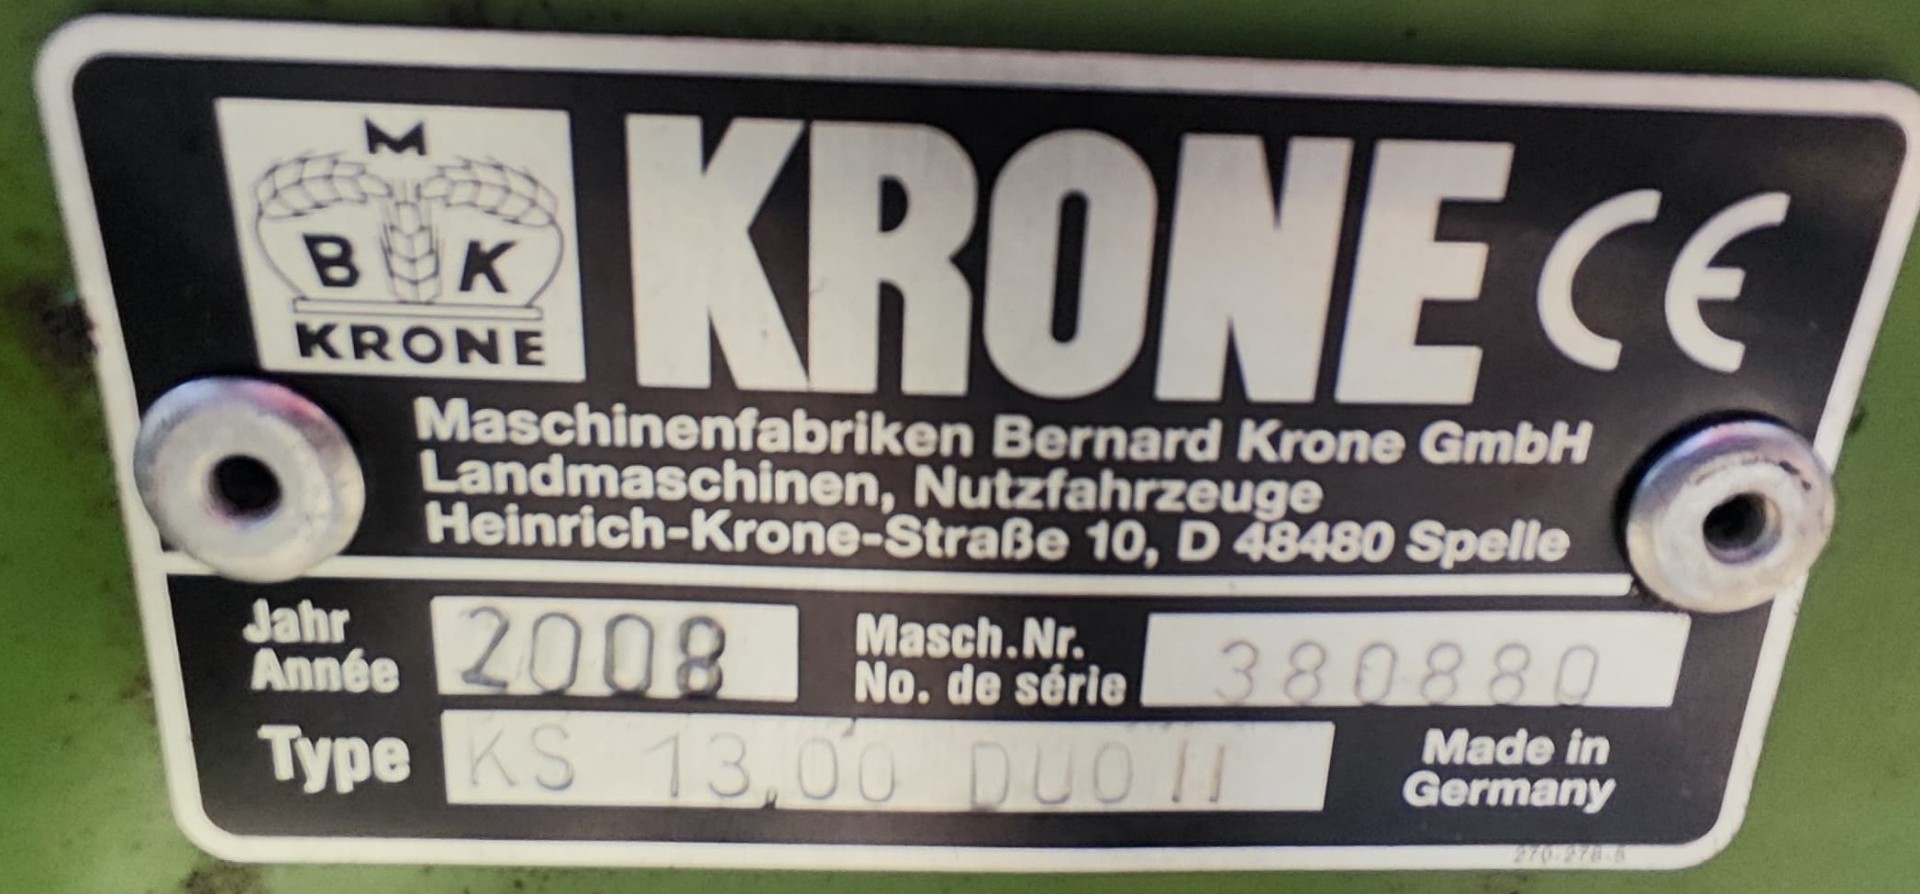 M
B K
KRONE
KRONE CE
Maschinenfabriken Bernard Krone GmbH
Landmaschinen, Nutzfahrzeuge
Heinrich-Krone-Straße 10, D 48480 Spelle
Jahr
Année
2008
Masch.Nr.
No. de série
380880
Type
KS 13,00 DUO II
Made in
Germany